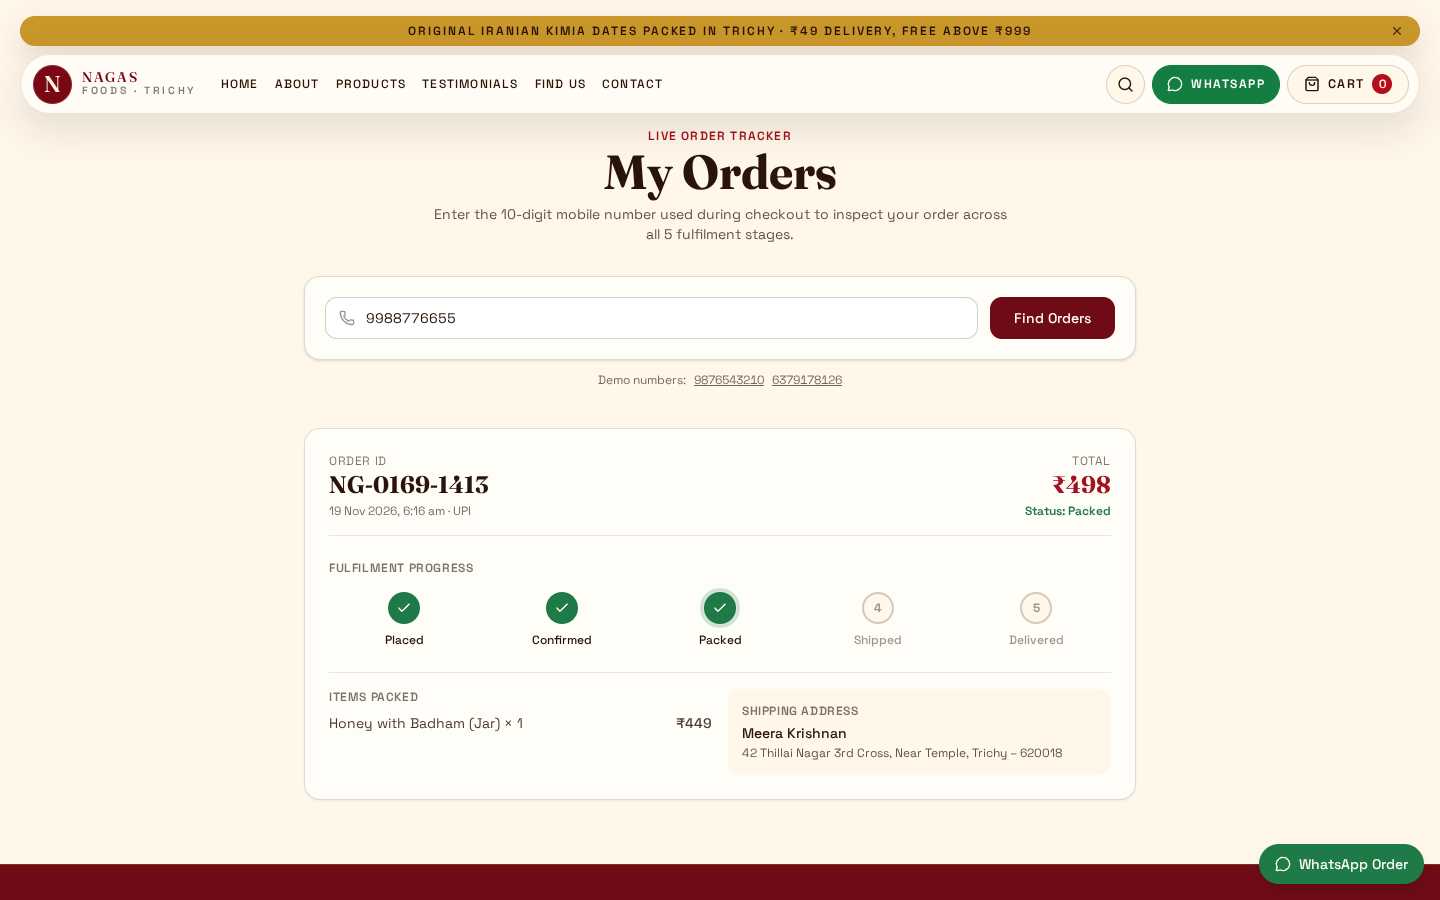 ORIGINAL IRANIAN KIMIA DATES PACKED IN TRICHY · ₹49 DELIVERY, FREE ABOVE ₹999
N
NAGAS
FOODS · TRICHY
HOME
ABOUT
PRODUCTS
TESTIMONIALS
FIND US
CONTACT
WHATSAPP
CART
0
LIVE ORDER TRACKER
My Orders
Enter the 10-digit mobile number used during checkout to inspect your order across
all 5 fulfilment stages.
9988776655
Find Orders
Demo numbers: 9876543210 6379178126
ORDER ID
NG-0169-1413
19 Nov 2026, 6:16 am · UPI
TOTAL
₹498
Status: Packed
FULFILMENT PROGRESS
Placed
Confirmed
Packed
4
Shipped
5
Delivered
ITEMS PACKED
Honey with Badham (Jar) × 1
₹449
SHIPPING ADDRESS
Meera Krishnan
42 Thillai Nagar 3rd Cross, Near Temple, Trichy – 620018
WhatsApp Order